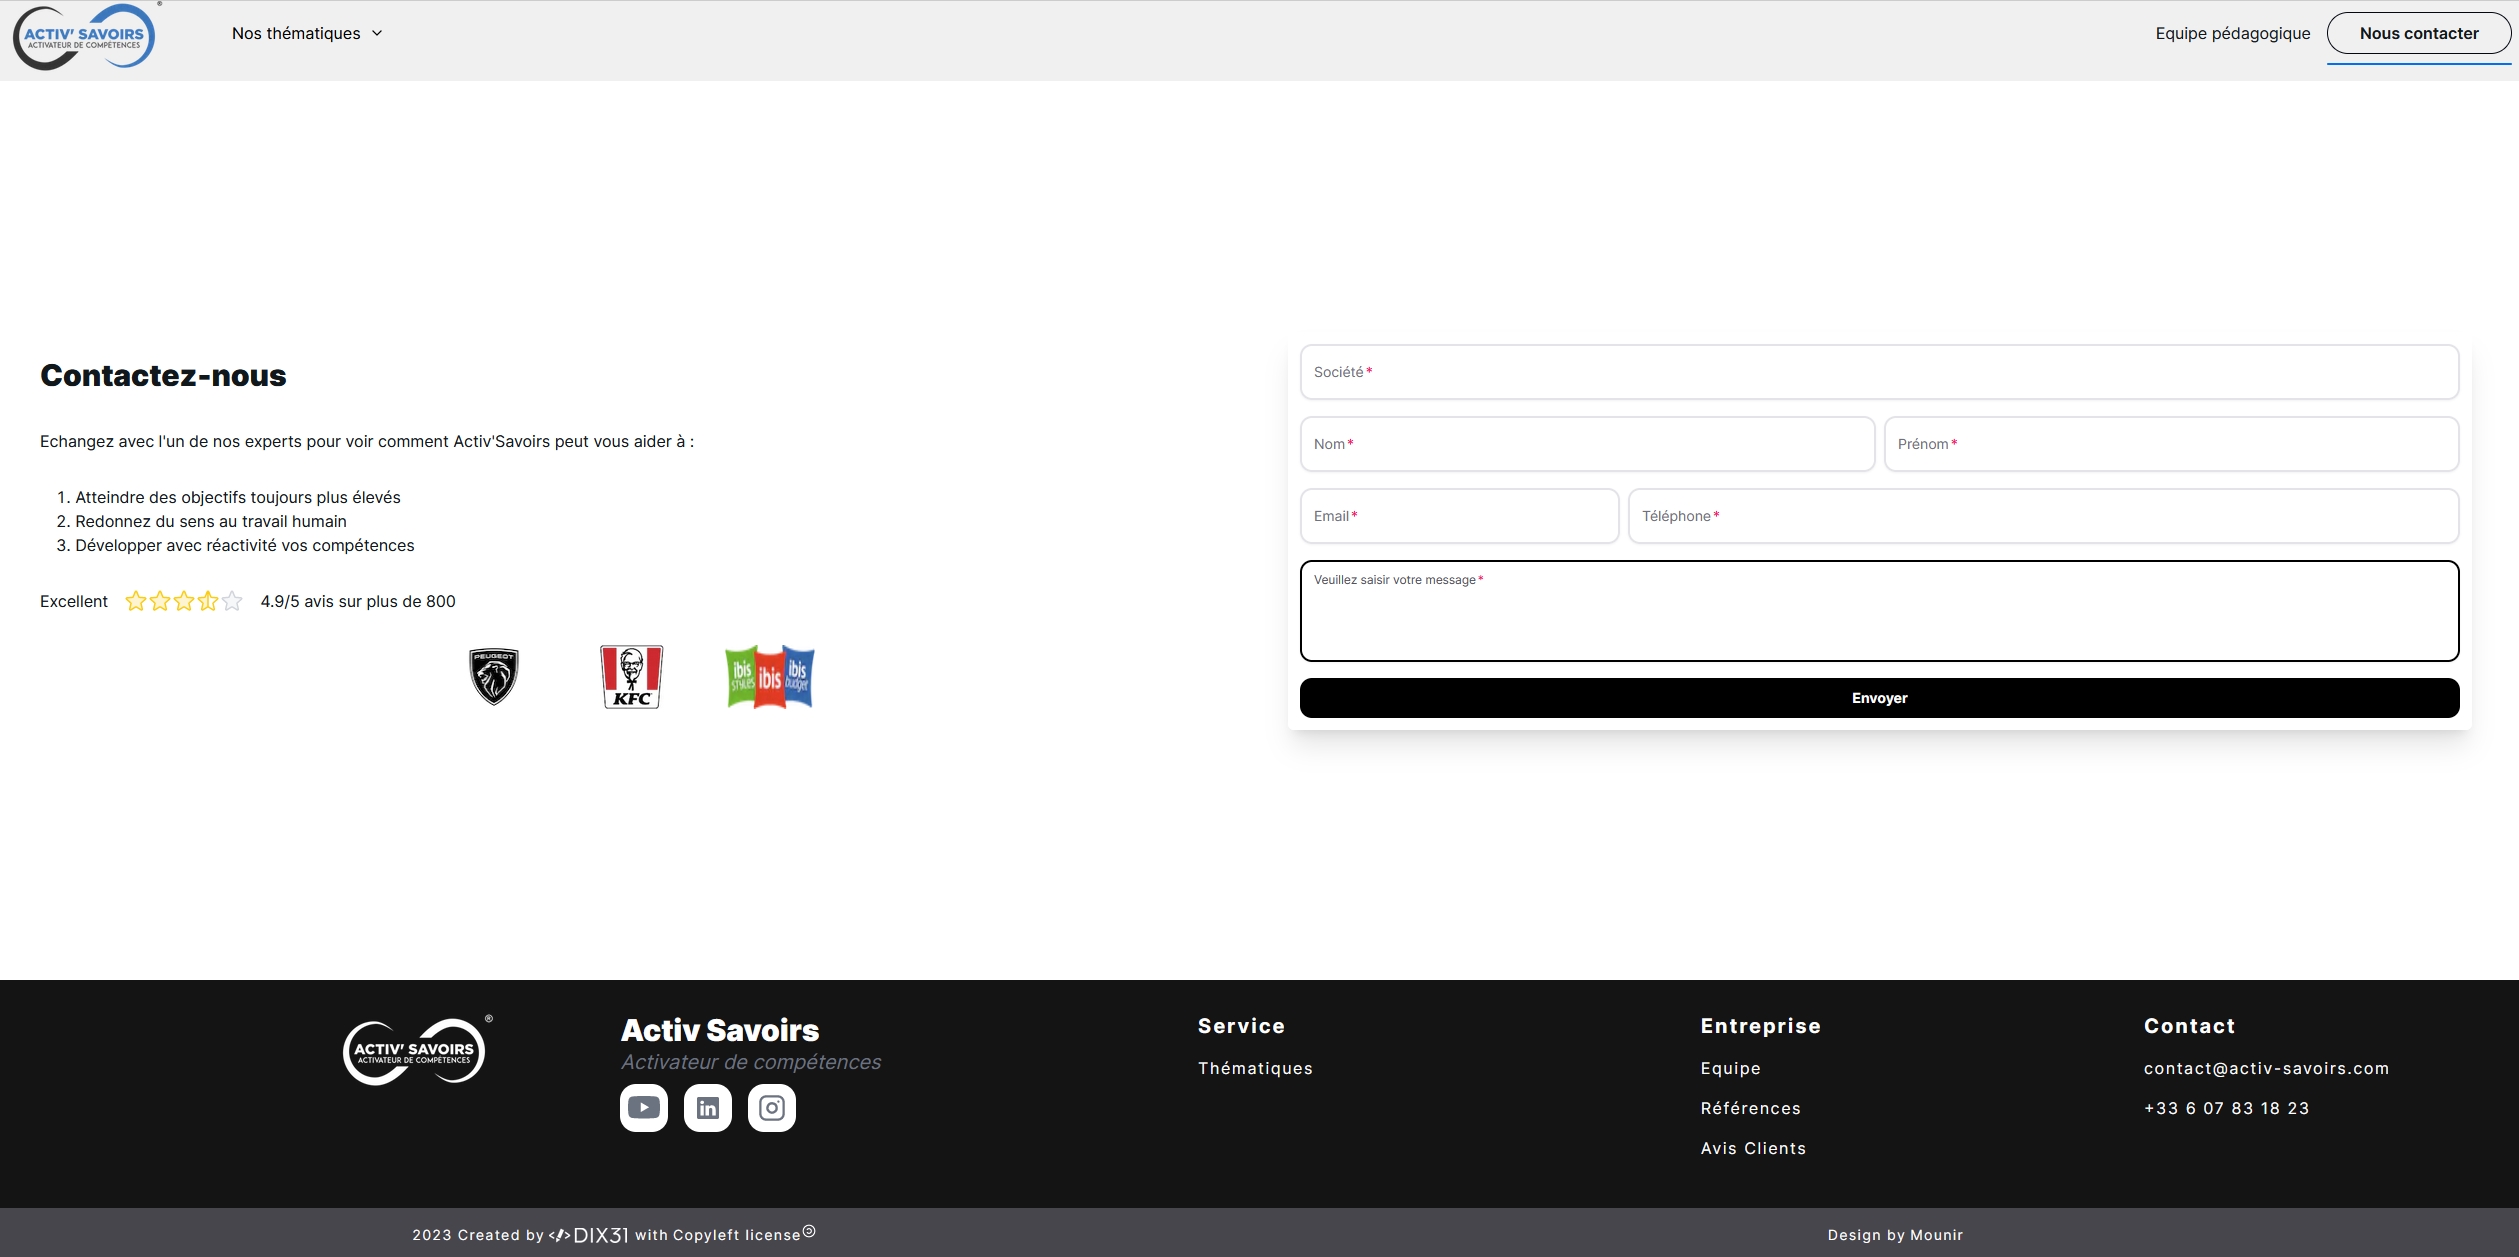 ACTIV' SAVOIRS ®
ACTIVATEUR DE COMPÉTENCES
Nos thématiques
Equipe pédagogique
Nous contacter
Contactez-nous
Echangez avec l'un de nos experts pour voir comment Activ'Savoirs peut vous aider à :
1. Atteindre des objectifs toujours plus élevés
2. Redonnez du sens au travail humain
3. Développer avec réactivité vos compétences
Excellent 4.9/5 avis sur plus de 800
PEUGEOT
KFC
ibis STYLES ibis ibis budget
Société*
Nom*
Prénom*
Email*
Téléphone*
Veuillez saisir votre message*
Envoyer
ACTIV' SAVOIRS ®
ACTIVATEUR DE COMPÉTENCES
Activ Savoirs
Activateur de compétences
in
Service
Thématiques
Entreprise
Equipe
Références
Avis Clients
Contact
contact@activ-savoirs.com
+33 6 07 83 18 23
2023 Created by </> DIX31 with Copyleft license
Design by Mounir